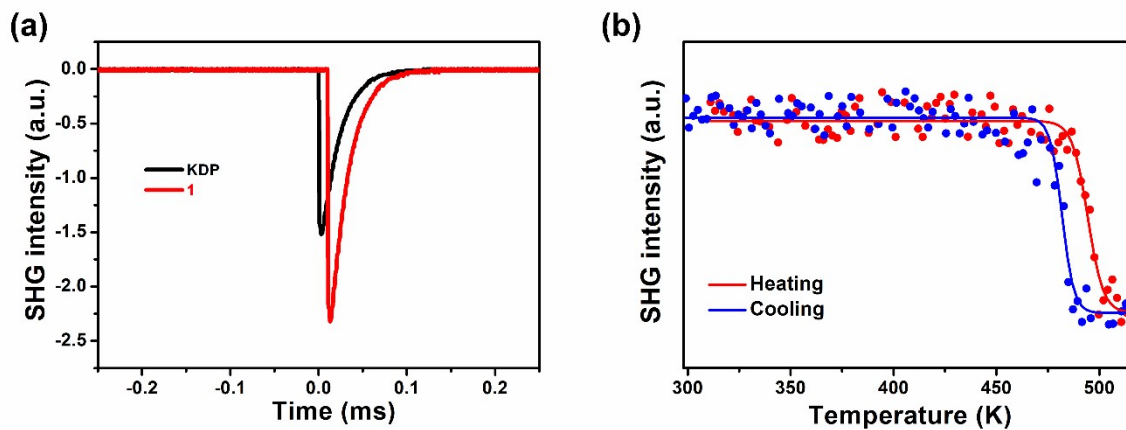 (a)
SHG intensity (a.u.)
0.0
-0.5
-1.0
-1.5
-2.0
-2.5
KDP
1
-0.2
-0.1
0.0
0.1
0.2
Time (ms)
(b)
SHG intensity (a.u.)
Heating
Cooling
300
350
400
450
500
Temperature (K)